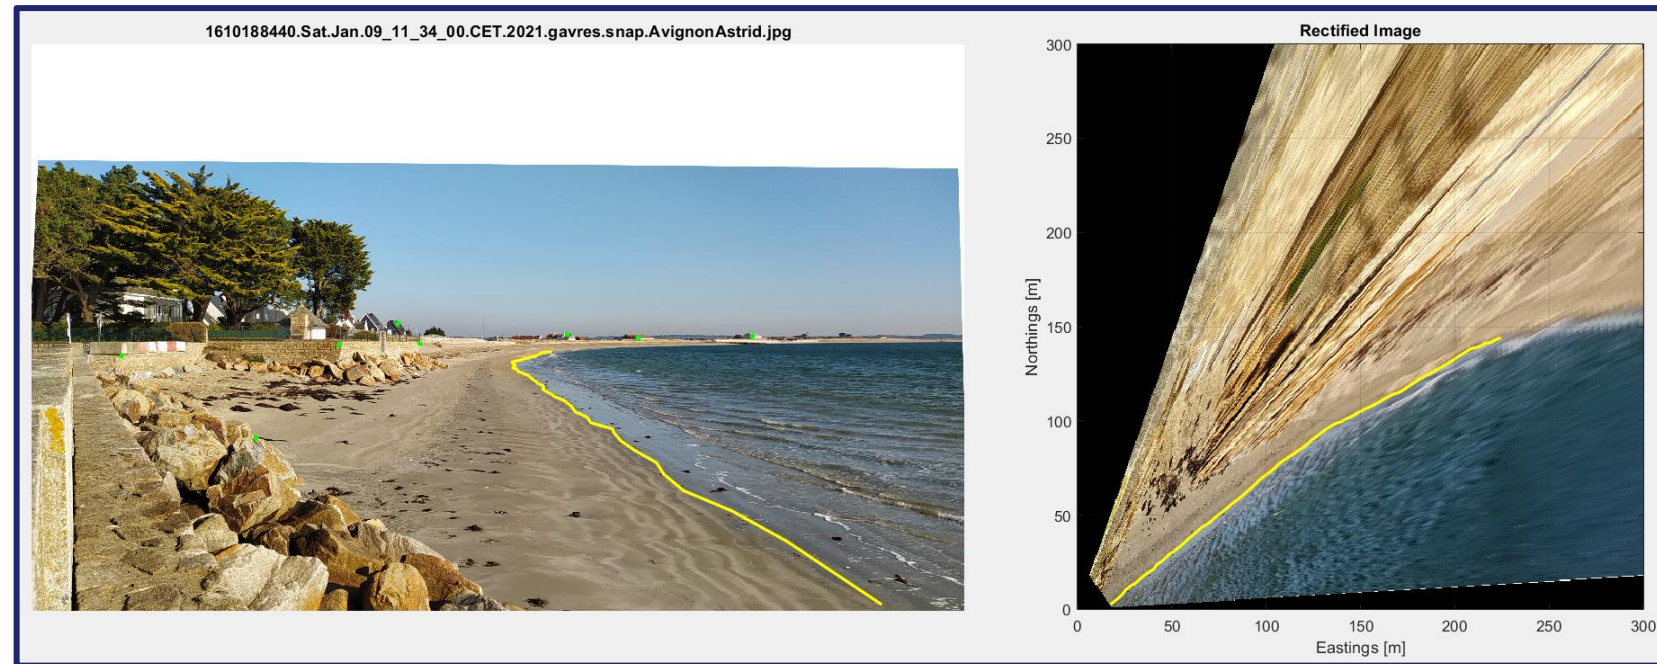 1610188440.Sat.Jan.09_11_34_00.CET.2021.gavres.snap.AvignonAstrid.jpg
Rectified Image
300
250
200
150
100
50
0
Northings [m]
0 50 100 150 200 250 300
Eastings [m]